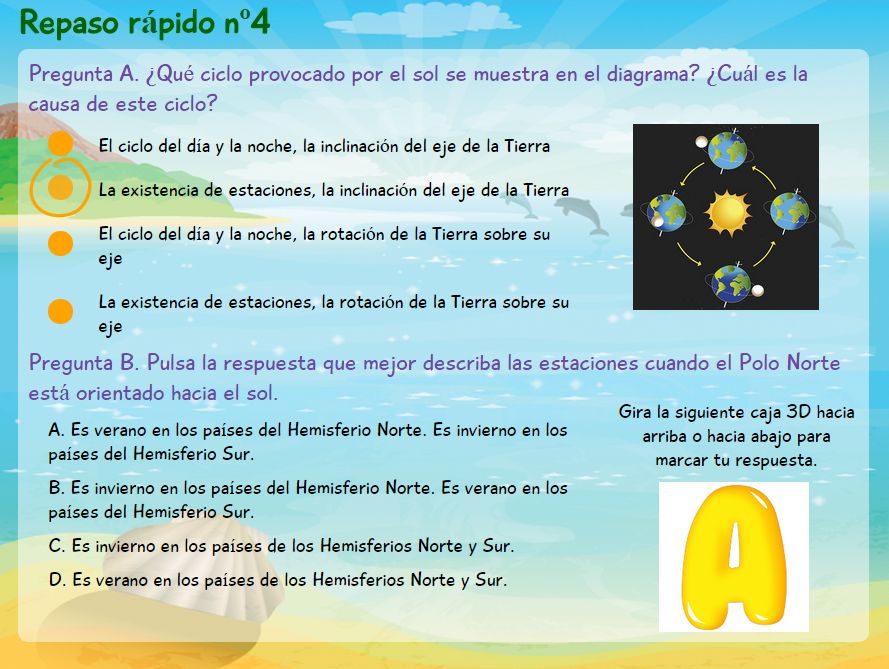 Repaso rápido nº4
Pregunta A. ¿Qué ciclo provocado por el sol se muestra en el diagrama? ¿Cuál es la
causa de este ciclo?
El ciclo del día y la noche, la inclinación del eje de la Tierra
La existencia de estaciones, la inclinación del eje de la Tierra
El ciclo del día y la noche, la rotación de la Tierra sobre su
eje
La existencia de estaciones, la rotación de la Tierra sobre su
eje
Pregunta B. Pulsa la respuesta que mejor describa las estaciones cuando el Polo Norte
está orientado hacia el sol.
A. Es verano en los países del Hemisferio Norte. Es invierno en los
países del Hemisferio Sur.
B. Es invierno en los países del Hemisferio Norte. Es verano en los
países del Hemisferio Sur.
C. Es invierno en los países de los Hemisferios Norte y Sur.
D. Es verano en los países de los Hemisferios Norte y Sur.
Gira la siguiente caja 3D hacia
arriba o hacia abajo para
marcar tu respuesta.
A